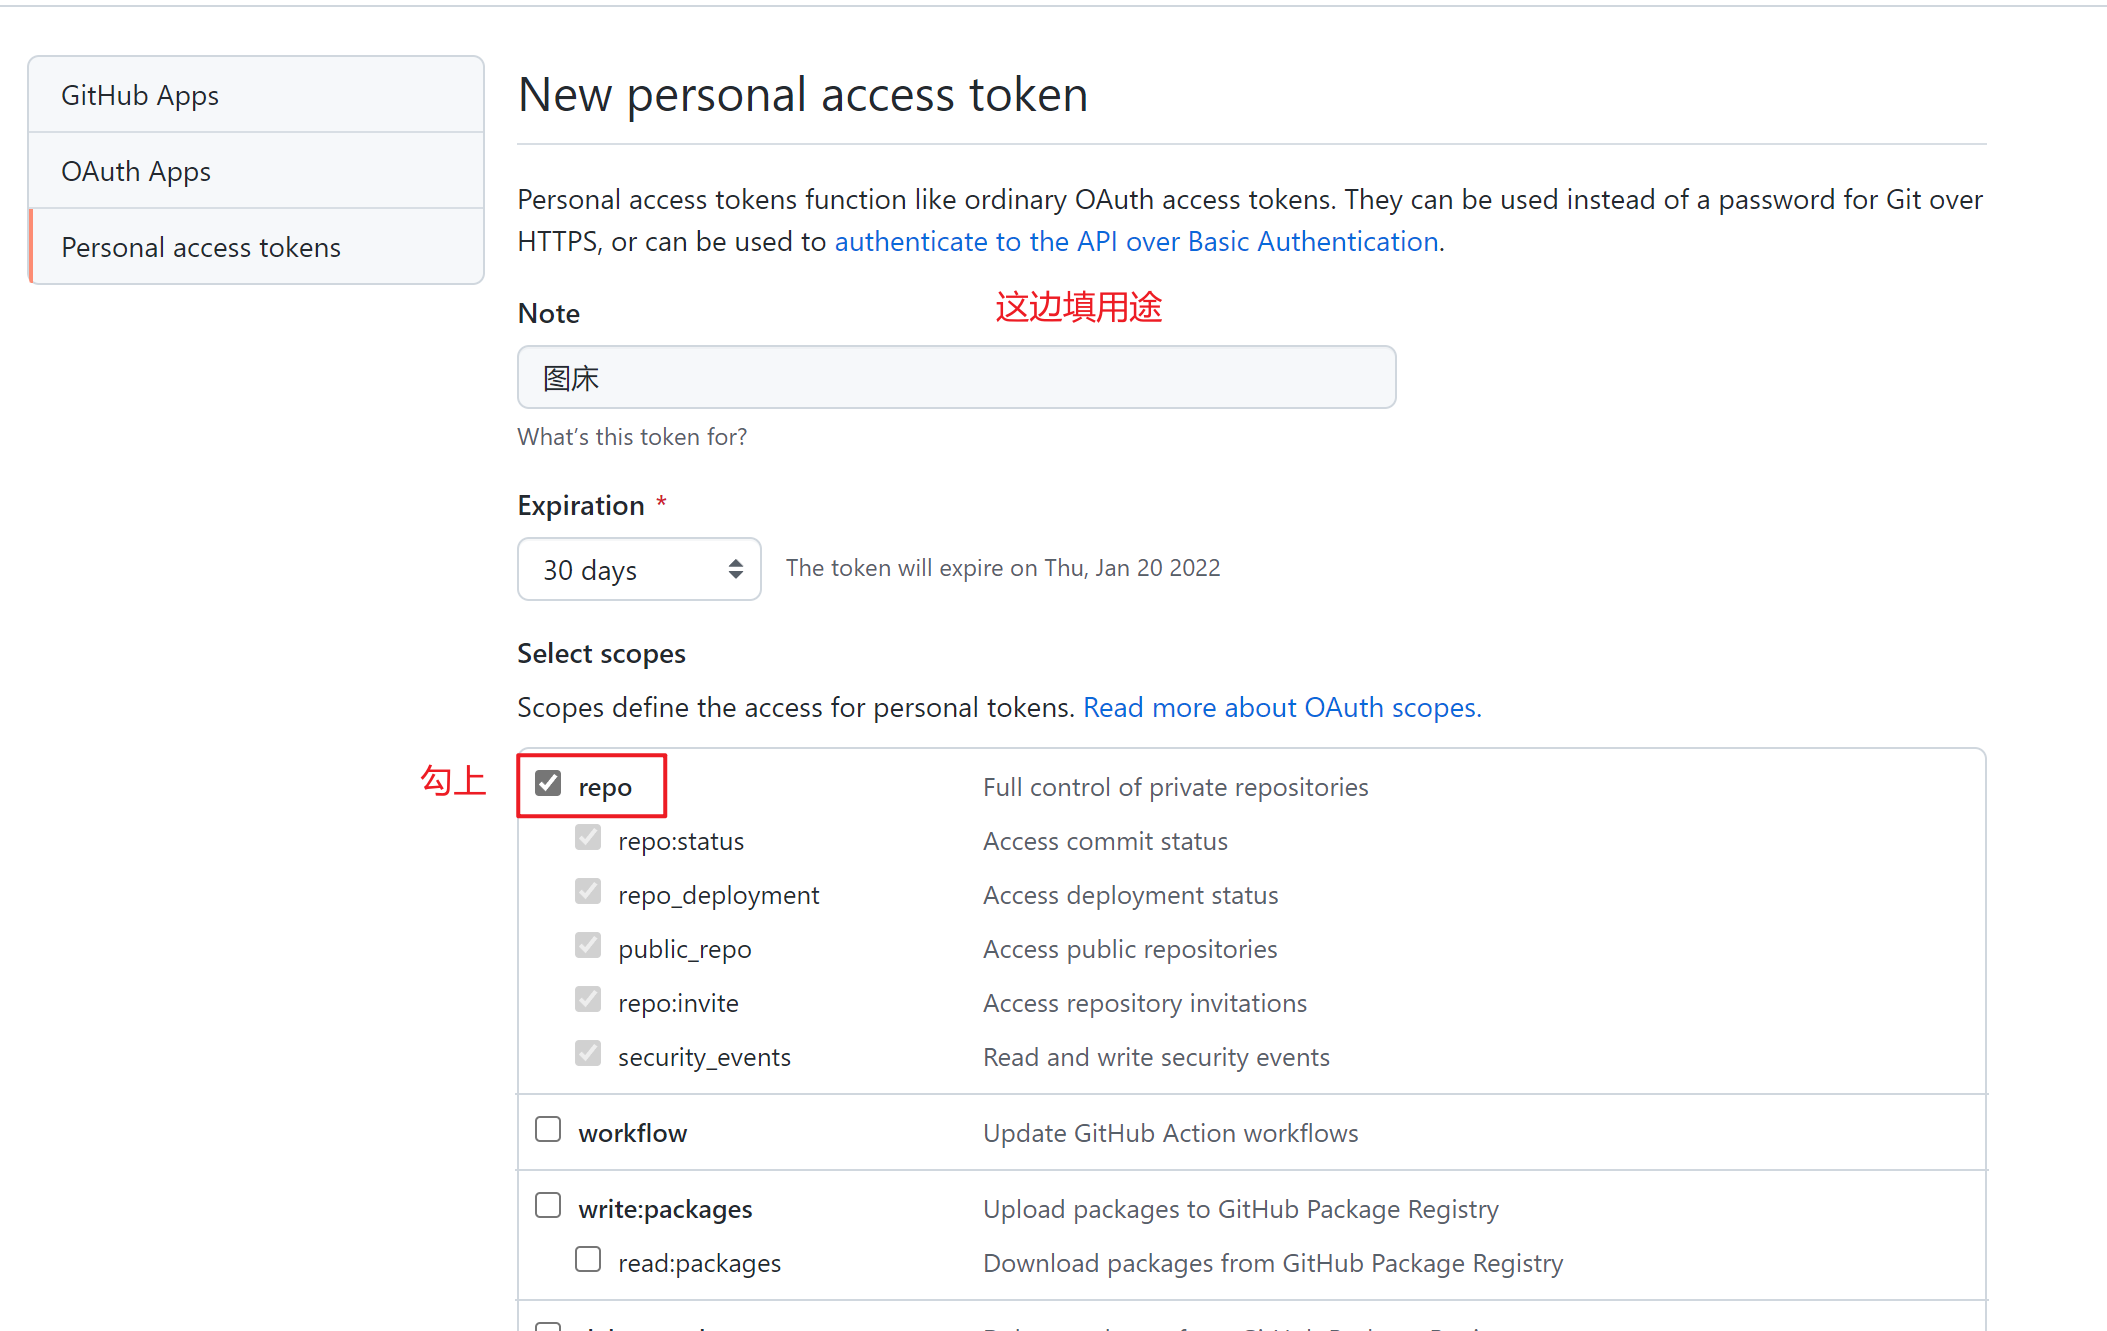 GitHub Apps
OAuth Apps
Personal access tokens
New personal access token
Personal access tokens function like ordinary OAuth access tokens. They can be used instead of a password for Git over
HTTPS, or can be used to authenticate to the API over Basic Authentication.
Note
这边填用途
图床
What's this token for?
Expiration *
30 days
The token will expire on Thu, Jan 20 2022
Select scopes
Scopes define the access for personal tokens. Read more about OAuth scopes.
勾上
repo Full control of private repositories
repo:status Access commit status
repo_deployment Access deployment status
public_repo Access public repositories
repo:invite Access repository invitations
security_events Read and write security events
workflow Update GitHub Action workflows
write:packages Upload packages to GitHub Package Registry
read:packages Download packages from GitHub Package Registry